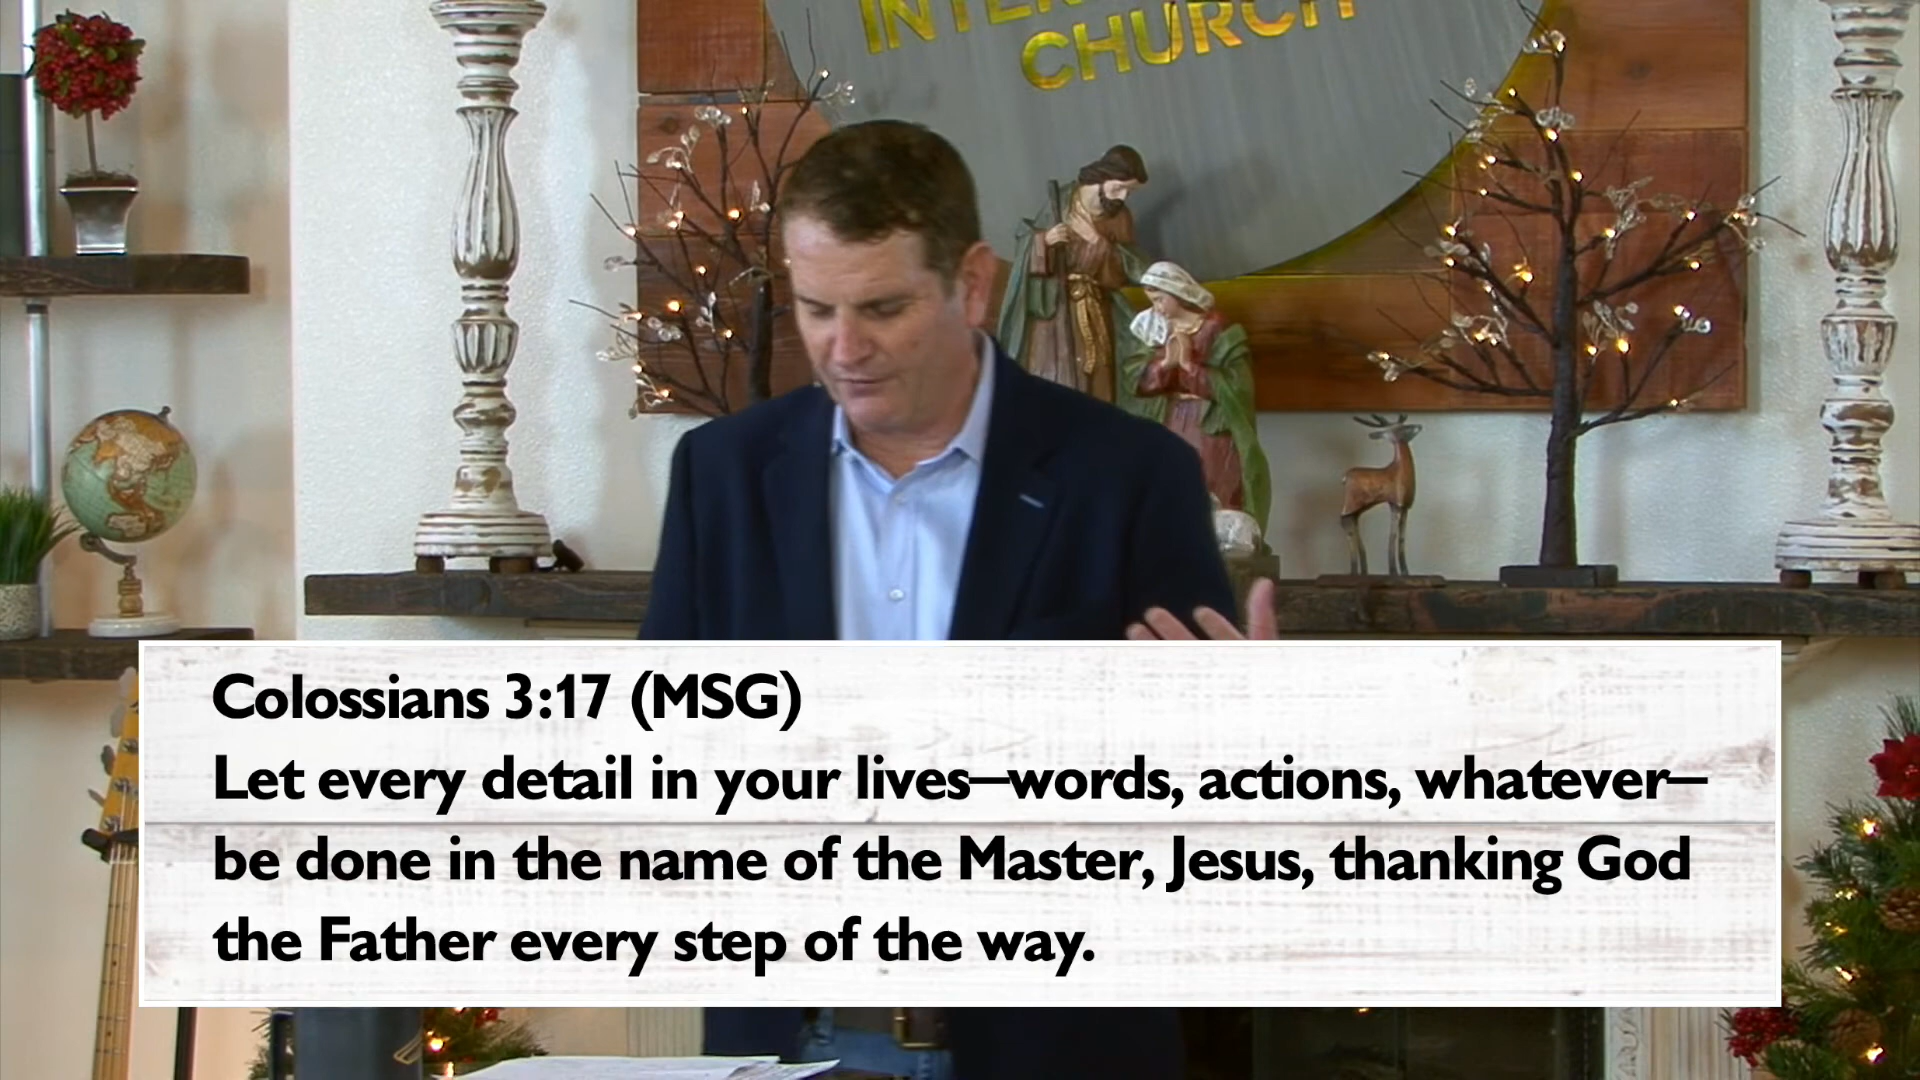 CHURCH
Colossians 3:17 (MSG)
Let every detail in your lives—words, actions, whatever—
be done in the name of the Master, Jesus, thanking God
the Father every step of the way.